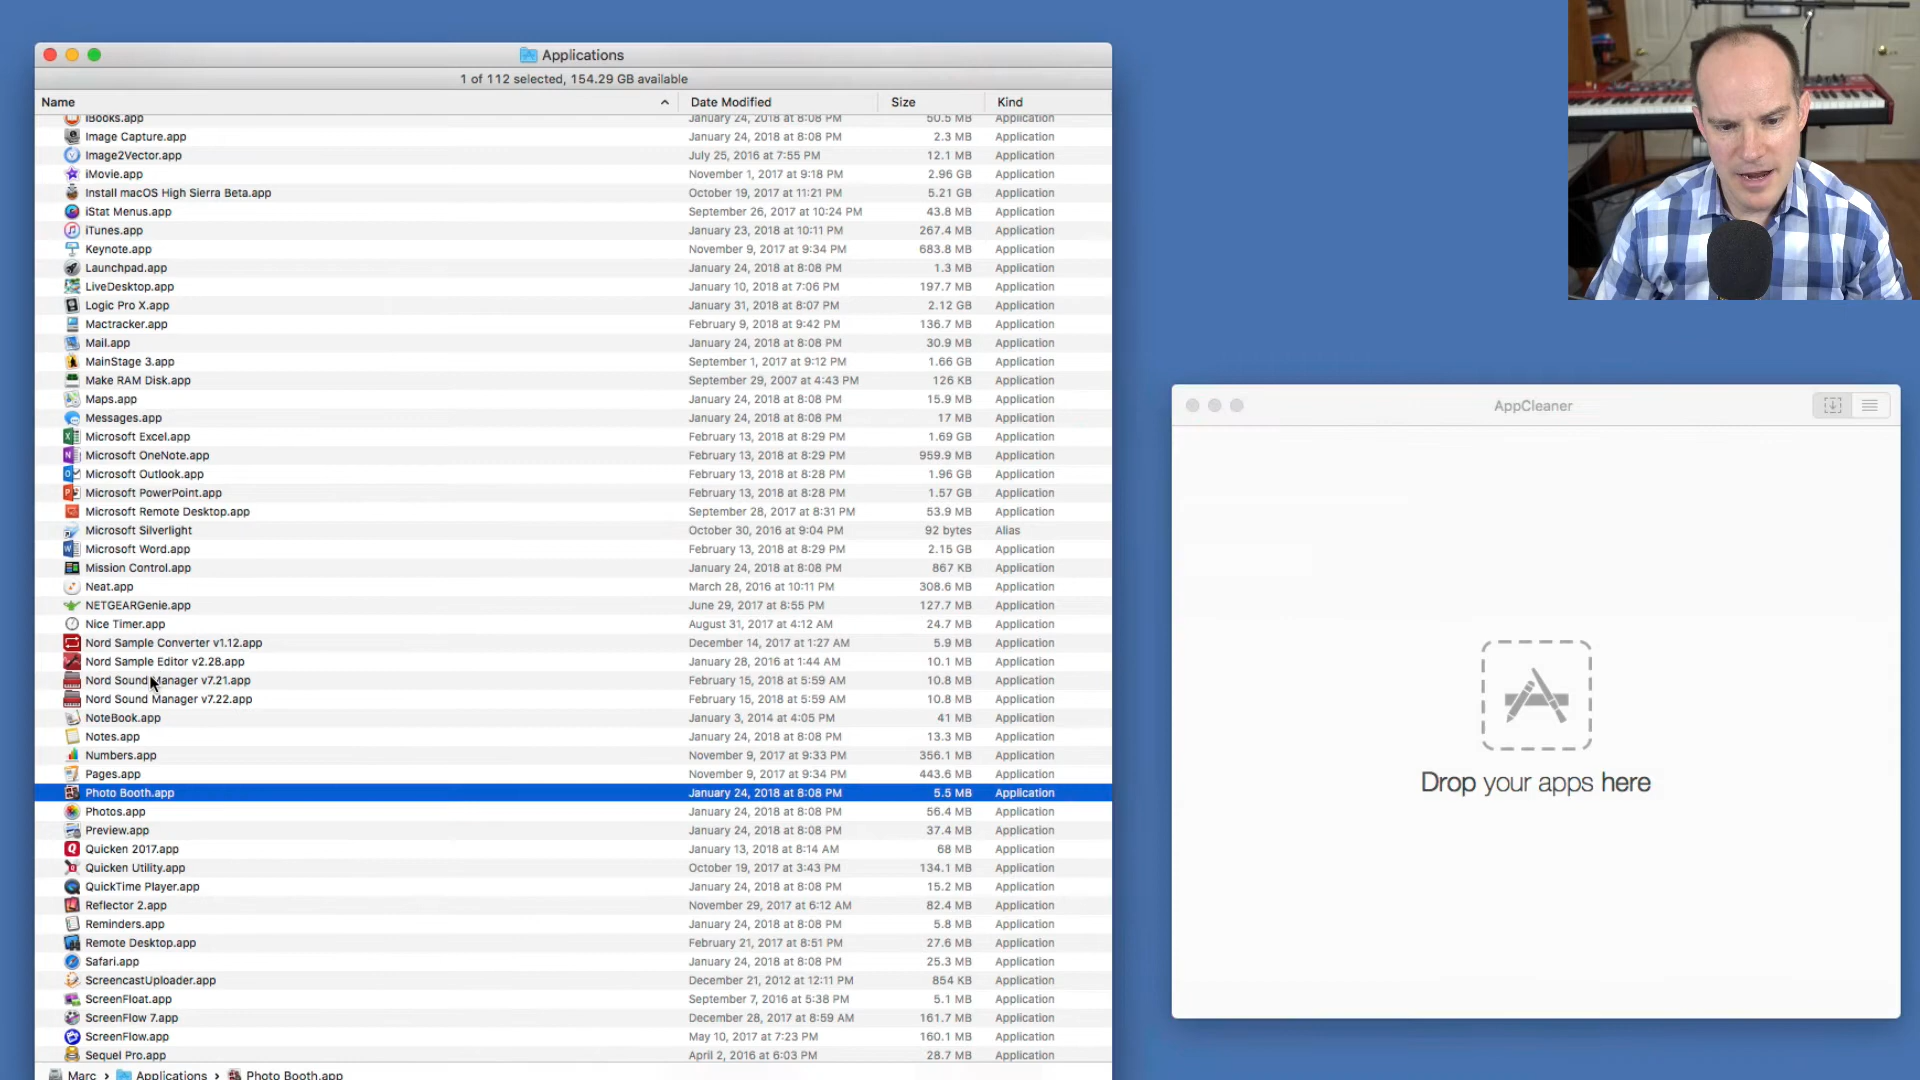 Applications
1 of 112 selected, 154.29 GB available
Name Date Modified Size Kind
iBooks.app January 24, 2018 at 8:08 PM 50.5 MB Application
Image Capture.app January 24, 2018 at 8:08 PM 2.3 MB Application
Image2Vector.app July 25, 2016 at 7:55 PM 12.1 MB Application
iMovie.app November 1, 2017 at 9:18 PM 2.96 GB Application
Install macOS High Sierra Beta.app October 19, 2017 at 11:21 PM 5.21 GB Application
iStat Menus.app September 26, 2017 at 10:24 PM 43.8 MB Application
iTunes.app January 23, 2018 at 10:11 PM 267.4 MB Application
Keynote.app November 9, 2017 at 9:34 PM 683.8 MB Application
Launchpad.app January 24, 2018 at 8:08 PM 1.3 MB Application
LiveDesktop.app January 10, 2018 at 7:06 PM 197.7 MB Application
Logic Pro X.app January 31, 2018 at 8:07 PM 2.12 GB Application
Mactracker.app February 9, 2018 at 9:42 PM 136.7 MB Application
Mail.app January 24, 2018 at 8:08 PM 30.9 MB Application
MainStage 3.app September 1, 2017 at 9:12 PM 1.66 GB Application
Make RAM Disk.app September 29, 2007 at 4:43 PM 126 KB Application
Maps.app January 24, 2018 at 8:08 PM 15.9 MB Application
Messages.app January 24, 2018 at 8:08 PM 17 MB Application
Microsoft Excel.app February 13, 2018 at 8:29 PM 1.69 GB Application
Microsoft OneNote.app February 13, 2018 at 8:29 PM 959.9 MB Application
Microsoft Outlook.app February 13, 2018 at 8:28 PM 1.96 GB Application
Microsoft PowerPoint.app February 13, 2018 at 8:28 PM 1.57 GB Application
Microsoft Remote Desktop.app September 28, 2017 at 8:31 PM 53.9 MB Application
Microsoft Silverlight October 30, 2016 at 9:04 PM 92 bytes Alias
Microsoft Word.app February 13, 2018 at 8:29 PM 2.15 GB Application
Mission Control.app January 24, 2018 at 8:08 PM 867 KB Application
Neat.app March 28, 2016 at 10:11 PM 308.6 MB Application
NETGEARGenie.app June 29, 2017 at 8:55 PM 127.7 MB Application
Nice Timer.app August 31, 2017 at 4:12 AM 24.7 MB Application
Nord Sample Converter v1.12.app December 14, 2017 at 1:27 AM 5.9 MB Application
Nord Sample Editor v2.28.app January 28, 2016 at 1:44 AM 10.1 MB Application
Nord Sound Manager v7.21.app February 15, 2018 at 5:59 AM 10.8 MB Application
Nord Sound Manager v7.22.app February 15, 2018 at 5:59 AM 10.8 MB Application
NoteBook.app January 3, 2014 at 4:05 PM 41 MB Application
Notes.app January 24, 2018 at 8:08 PM 13.3 MB Application
Numbers.app November 9, 2017 at 9:33 PM 356.1 MB Application
Pages.app November 9, 2017 at 9:34 PM 443.6 MB Application
Photo Booth.app January 24, 2018 at 8:08 PM 5.5 MB Application
Photos.app January 24, 2018 at 8:08 PM 56.4 MB Application
Preview.app January 24, 2018 at 8:08 PM 37.4 MB Application
Quicken 2017.app January 13, 2018 at 8:14 AM 68 MB Application
Quicken Utility.app October 19, 2017 at 3:43 PM 134.1 MB Application
QuickTime Player.app January 24, 2018 at 8:08 PM 15.2 MB Application
Reflector 2.app November 29, 2017 at 6:12 AM 82.4 MB Application
Reminders.app January 24, 2018 at 8:08 PM 5.8 MB Application
Remote Desktop.app February 21, 2017 at 8:51 PM 27.6 MB Application
Safari.app January 24, 2018 at 8:08 PM 25.3 MB Application
ScreencastUploader.app December 21, 2012 at 12:11 PM 854 KB Application
ScreenFloat.app September 7, 2016 at 5:38 PM 5.1 MB Application
ScreenFlow 7.app December 28, 2017 at 8:59 AM 161.7 MB Application
ScreenFlow.app May 10, 2017 at 7:23 PM 160.1 MB Application
Sequel Pro.app April 2, 2016 at 6:03 PM 28.7 MB Application
Marc › Applications › Photo Booth.app
AppCleaner
Drop your apps here